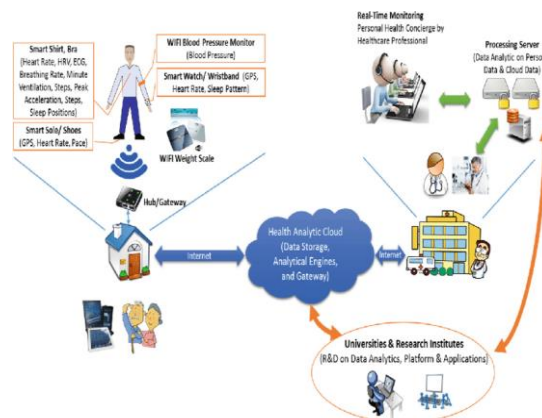 Smart Shirt, Bra
(Heart Rate, HRV, ECG,
Breathing Rate, Minute
Ventilation, Steps, Peak
Acceleration, Steps,
Sleep Positions)
Smart Solo/ Shoes
(GPS, Heart Rate, Pace)
WIFI Blood Pressure Monitor
(Blood Pressure)
Smart Watch/ Wristband (GPS,
Heart Rate, Sleep Pattern)
WIFI Weight Scale
Hub/Gateway
Real-Time Monitoring
Personal Health Concierge by
Healthcare Professional
Processing Server
(Data Analytic on Perso
Data & Cloud Data)
Internet
Health Analytic Cloud
(Data Storage,
Analytical Engines,
and Gateway)
Internet
Universities & Research Institutes
(R&D on Data Analytics, Platform & Applications)